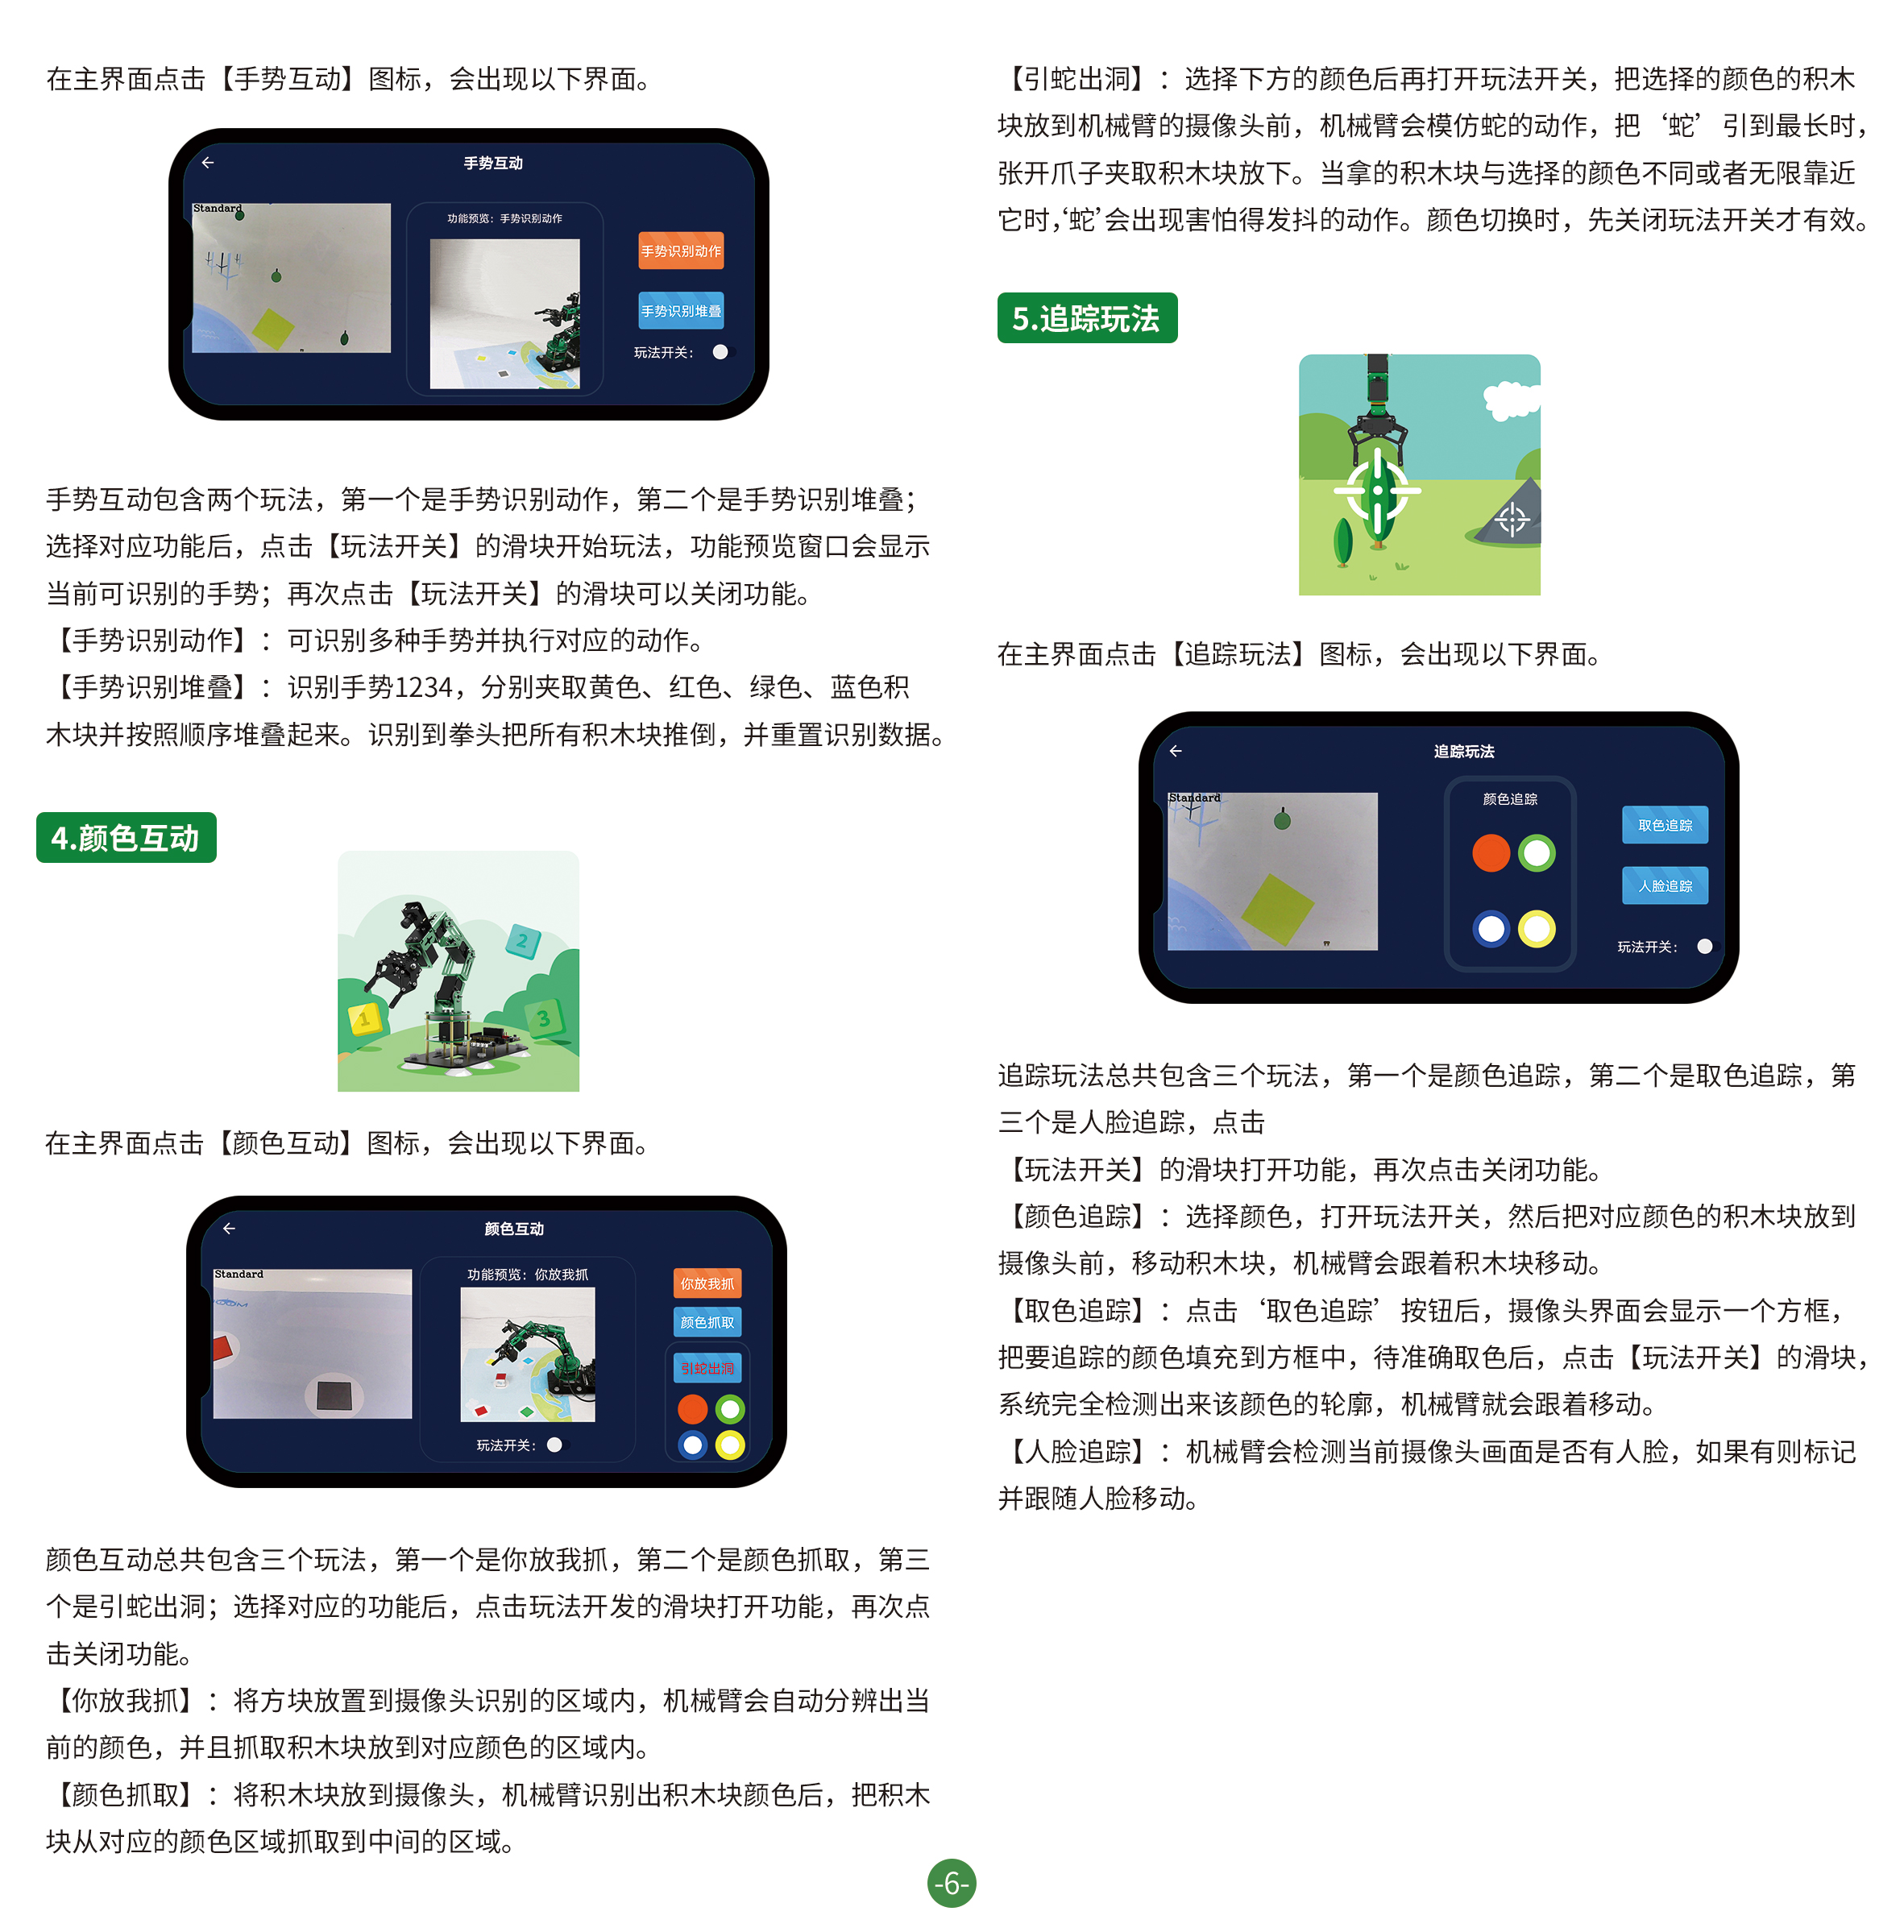 在主界面点击【手势互动】图标，会出现以下界面。
手势互动
Standard
功能预览：手势识别动作
手势识别动作
手势识别堆叠
玩法开关：
手势互动包含两个玩法，第一个是手势识别动作，第二个是手势识别堆叠；
选择对应功能后，点击【玩法开关】的滑块开始玩法，功能预览窗口会显示
当前可识别的手势；再次点击【玩法开关】的滑块可以关闭功能。
【手势识别动作】：可识别多种手势并执行对应的动作。
【手势识别堆叠】：识别手势1234，分别夹取黄色、红色、绿色、蓝色积
木块并按照顺序堆叠起来。识别到拳头把所有积木块推倒，并重置识别数据。
4.颜色互动
1
2
3
在主界面点击【颜色互动】图标，会出现以下界面。
颜色互动
Standard
功能预览：你放我抓
玩法开关：
你放我抓
颜色抓取
引蛇出洞
颜色互动总共包含三个玩法，第一个是你放我抓，第二个是颜色抓取，第三
个是引蛇出洞；选择对应的功能后，点击玩法开发的滑块打开功能，再次点
击关闭功能。
【你放我抓】：将方块放置到摄像头识别的区域内，机械臂会自动分辨出当
前的颜色，并且抓取积木块放到对应颜色的区域内。
【颜色抓取】：将积木块放到摄像头，机械臂识别出积木块颜色后，把积木
块从对应的颜色区域抓取到中间的区域。
【引蛇出洞】：选择下方的颜色后再打开玩法开关，把选择的颜色的积木
块放到机械臂的摄像头前，机械臂会模仿蛇的动作，把‘蛇’引到最长时，
张开爪子夹取积木块放下。当拿的积木块与选择的颜色不同或者无限靠近
它时，‘蛇’会出现害怕得发抖的动作。颜色切换时，先关闭玩法开关才有效。
5.追踪玩法
在主界面点击【追踪玩法】图标，会出现以下界面。
追踪玩法
Standard
颜色追踪
取色追踪
人脸追踪
玩法开关：
追踪玩法总共包含三个玩法，第一个是颜色追踪，第二个是取色追踪，第
三个是人脸追踪，点击
【玩法开关】的滑块打开功能，再次点击关闭功能。
【颜色追踪】：选择颜色，打开玩法开关，然后把对应颜色的积木块放到
摄像头前，移动积木块，机械臂会跟着积木块移动。
【取色追踪】：点击‘取色追踪’按钮后，摄像头界面会显示一个方框，
把要追踪的颜色填充到方框中，待准确取色后，点击【玩法开关】的滑块，
系统完全检测出来该颜色的轮廓，机械臂就会跟着移动。
【人脸追踪】：机械臂会检测当前摄像头画面是否有人脸，如果有则标记
并跟随人脸移动。
-6-